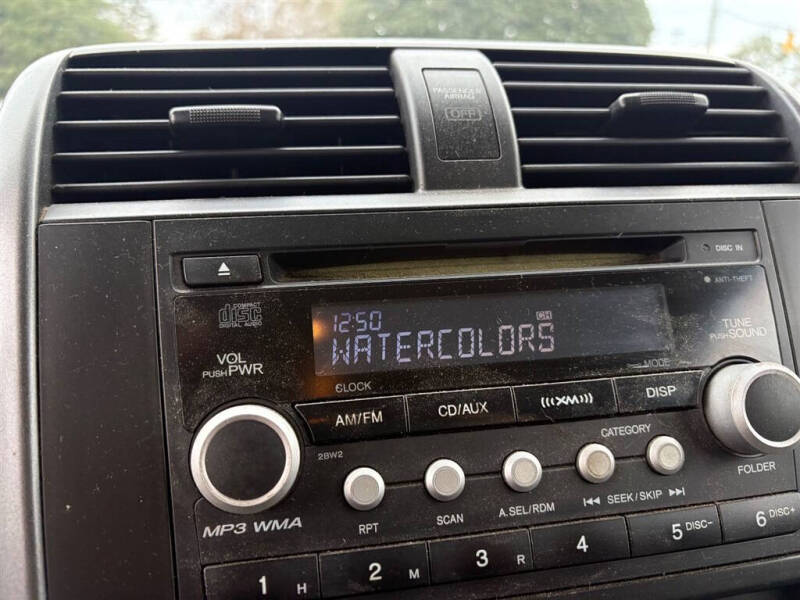 PASSENGER
AIRBAG
OFF
DISC IN
ANTI-THEFT
COMPACT
disc
DIGITAL AUDIO
12:50
CH
WATERCOLORS
VOL
PUSH PWR
TUNE
PUSH SOUND
CLOCK
MODE
AM/FM
CD/AUX
(((XM)))
DISP
2BW2
CATEGORY
FOLDER
RPT
SCAN
A.SEL/RDM
SEEK/SKIP
MP3 WMA
1 H
2 M
3 R
4
5 DISC-
6 DISC+